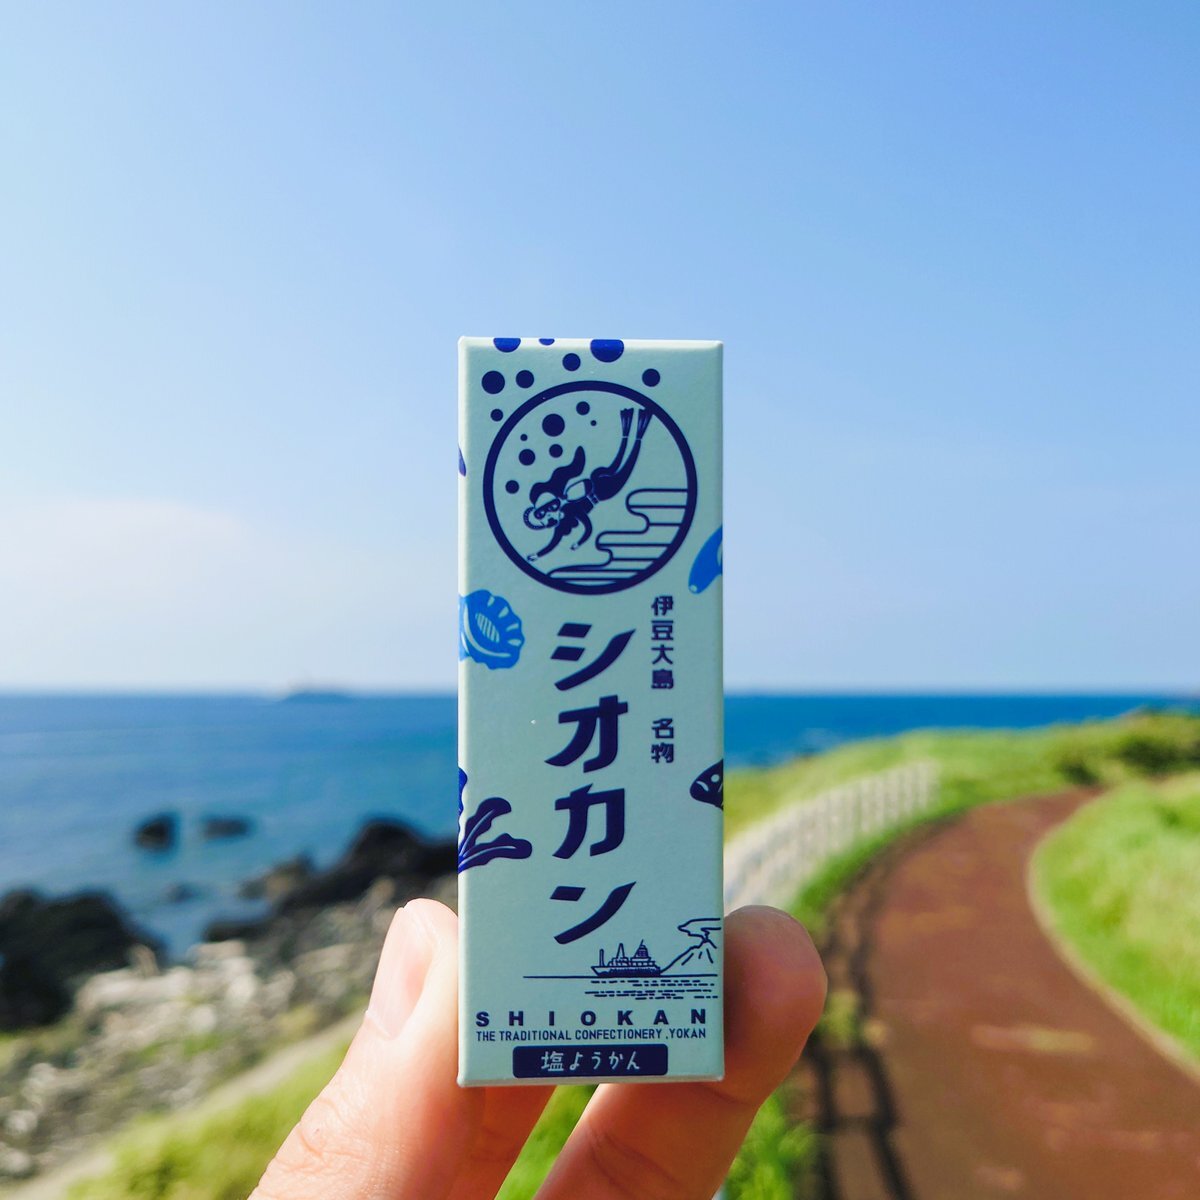 伊豆大島 名物
シオカン
SHIOKAN
THE TRADITIONAL CONFECTIONERY .YOKAN
塩ようかん